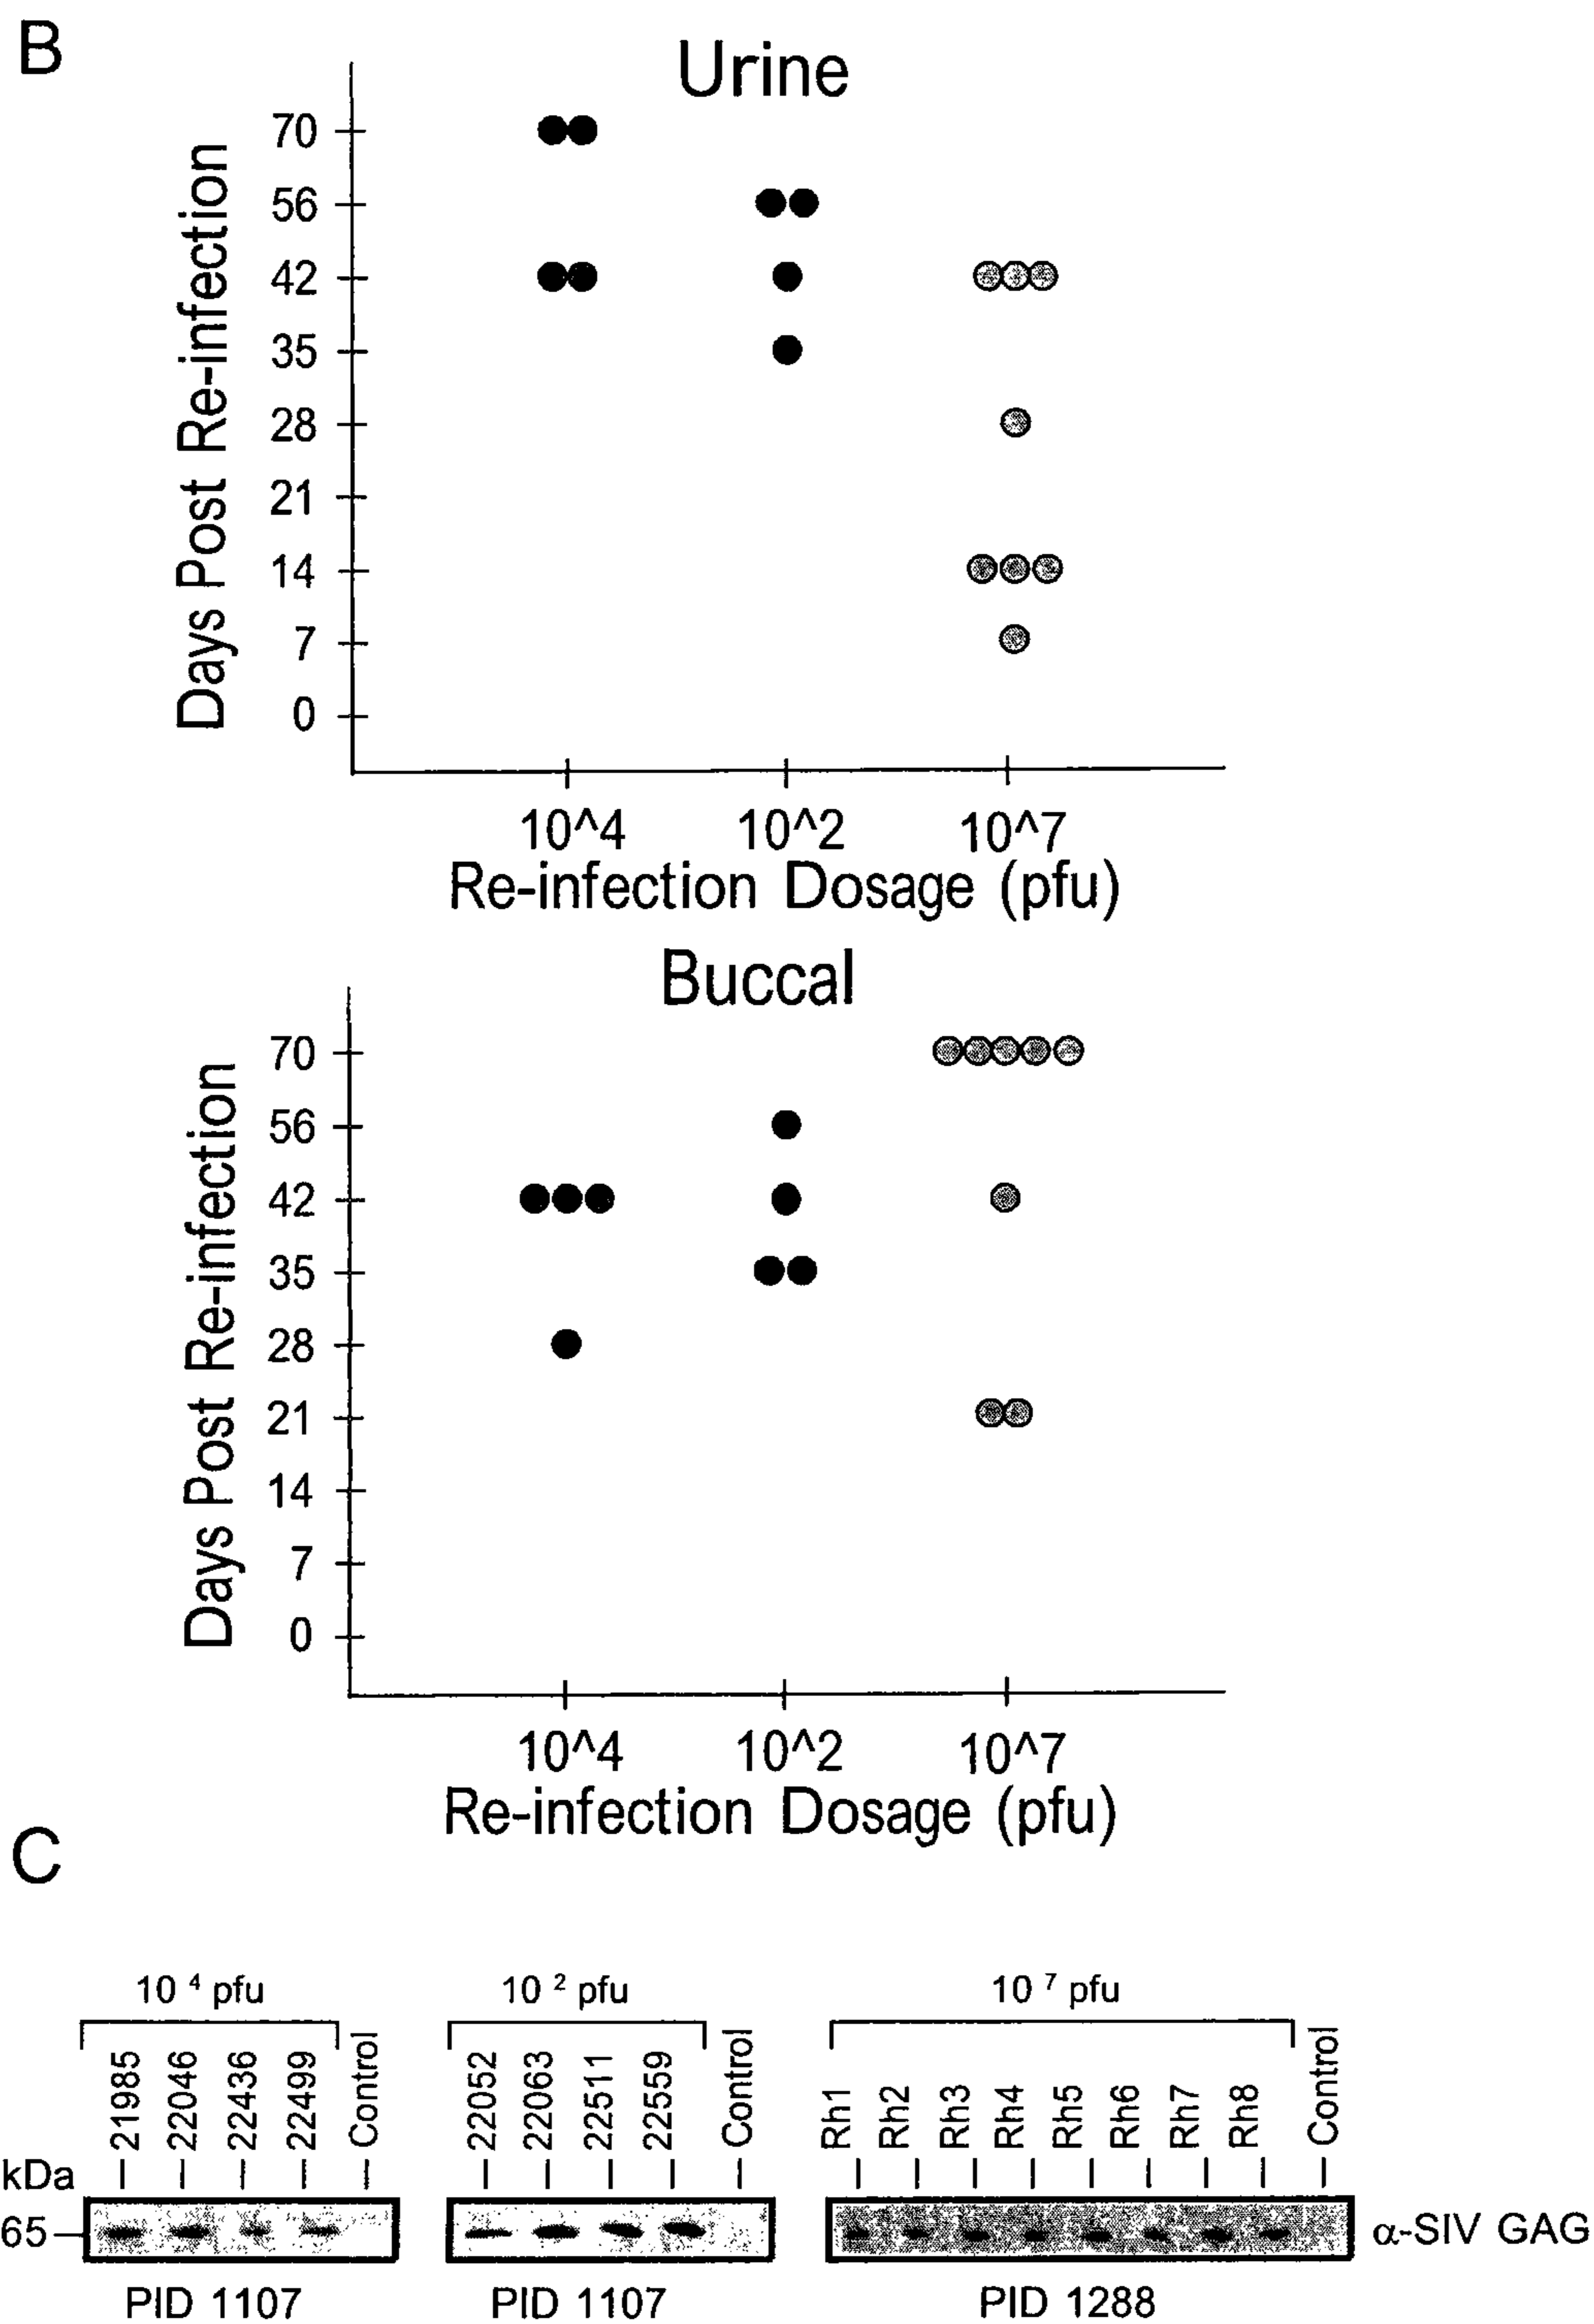 B
Urine
Days Post Re-infection
70
56
42
35
28
21
14
7
0
10^4 10^2 10^7
Re-infection Dosage (pfu)
Buccal
Days Post Re-infection
70
56
42
35
28
21
14
7
0
10^4 10^2 10^7
Re-infection Dosage (pfu)
C
10 4 pfu 10 2 pfu 10 7 pfu
21985 22046 22436 22499 Control 22052 22063 22511 22559 Control Rh1 Rh2 Rh3 Rh4 Rh5 Rh6 Rh7 Rh8 Control
kDa
65 α-SIV GAG
PID 1107 PID 1107 PID 1288